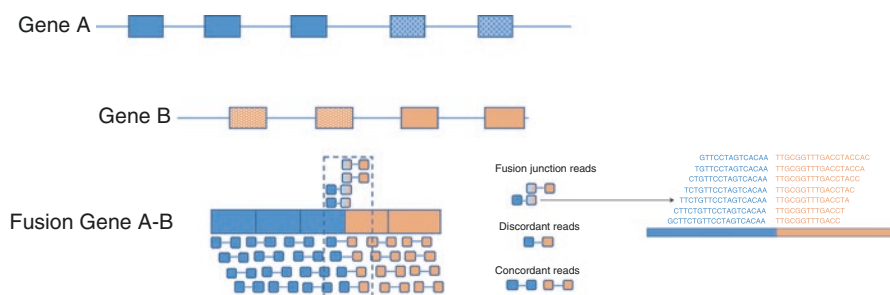 Gene A
Gene B
Fusion Gene A-B
Fusion junction reads
Discordant reads
Concordant reads
GTTCCTAGTCACAA TTGCGGTTTGACCTACCAC
TGTTCCTAGTCACAA TTGCGGTTTGACCTACCA
CTGTTCCTAGTCACAA TTGCGGTTTGACCTACC
TCTGTTCCTAGTCACAA TTGCGGTTTGACCTAC
TTCTGTTCCTAGTCACAA TTGCGGTTTGACCTA
CTTCTGTTCCTAGTCACAA TTGCGGTTTGACCT
GCTTCTGTTCCTAGTCACAA TTGCGGTTTGACC